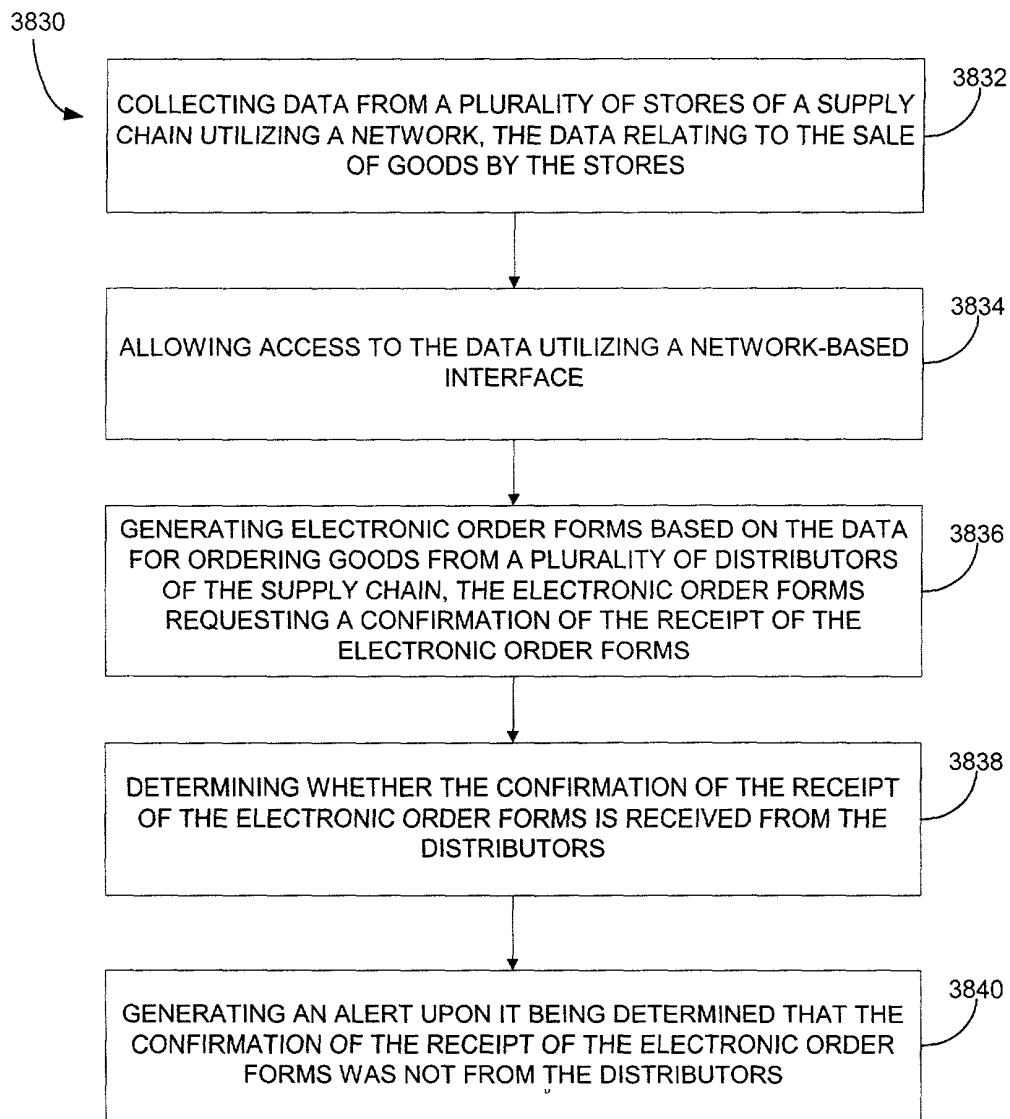 3830
3832
COLLECTING DATA FROM A PLURALITY OF STORES OF A SUPPLY
CHAIN UTILIZING A NETWORK, THE DATA RELATING TO THE SALE
OF GOODS BY THE STORES
3834
ALLOWING ACCESS TO THE DATA UTILIZING A NETWORK-BASED
INTERFACE
3836
GENERATING ELECTRONIC ORDER FORMS BASED ON THE DATA
FOR ORDERING GOODS FROM A PLURALITY OF DISTRIBUTORS
OF THE SUPPLY CHAIN, THE ELECTRONIC ORDER FORMS
REQUESTING A CONFIRMATION OF THE RECEIPT OF THE
ELECTRONIC ORDER FORMS
3838
DETERMINING WHETHER THE CONFIRMATION OF THE RECEIPT
OF THE ELECTRONIC ORDER FORMS IS RECEIVED FROM THE
DISTRIBUTORS
3840
GENERATING AN ALERT UPON IT BEING DETERMINED THAT THE
CONFIRMATION OF THE RECEIPT OF THE ELECTRONIC ORDER
FORMS WAS NOT FROM THE DISTRIBUTORS